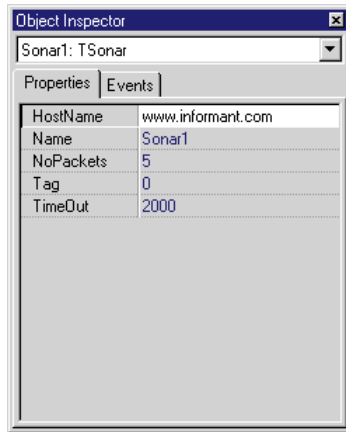 Object Inspector
Sonar1: TSonar
Properties Events
HostName www.informant.com
Name Sonar1
NoPackets 5
Tag 0
TimeOut 2000